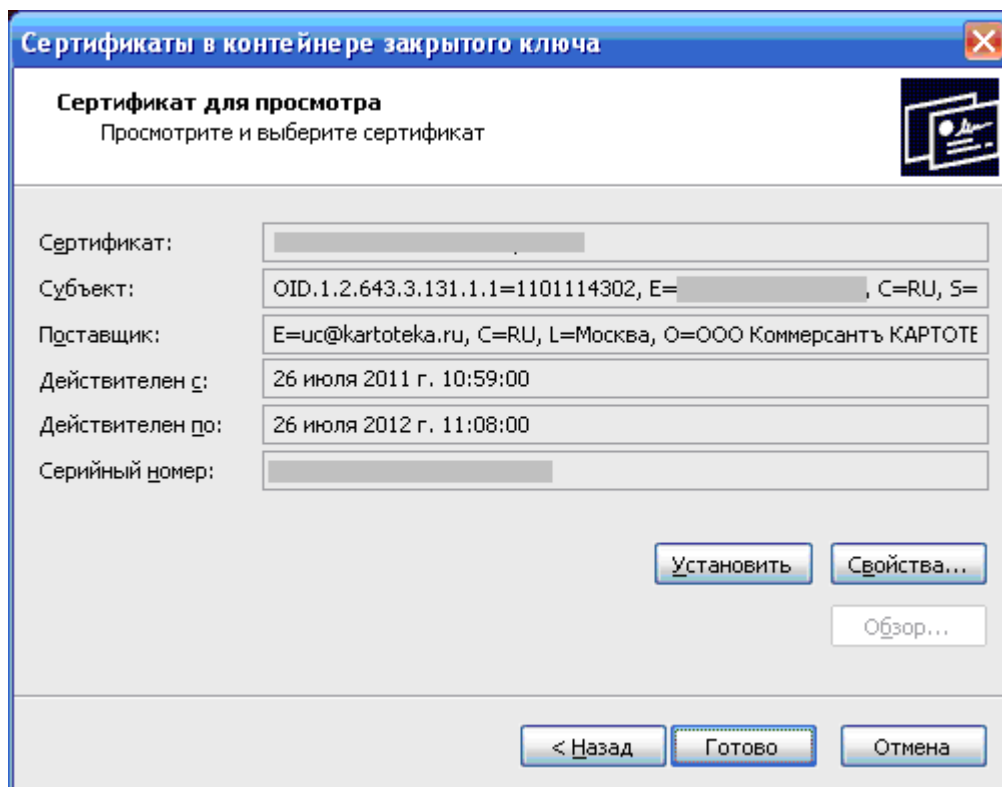 Сертификаты в контейнере закрытого ключа
Сертификат для просмотра
Просмотрите и выберите сертификат
Сертификат:
Субъект: OID.1.2.643.3.131.1.1=1101114302, E= , C=RU, S=
Поставщик: E=uc@kartoteka.ru, C=RU, L=Москва, O=ООО Коммерсантъ КАРТОТЕ
Действителен с: 26 июля 2011 г. 10:59:00
Действителен по: 26 июля 2012 г. 11:08:00
Серийный номер:
Установить Свойства...
Обзор...
< Назад Готово Отмена